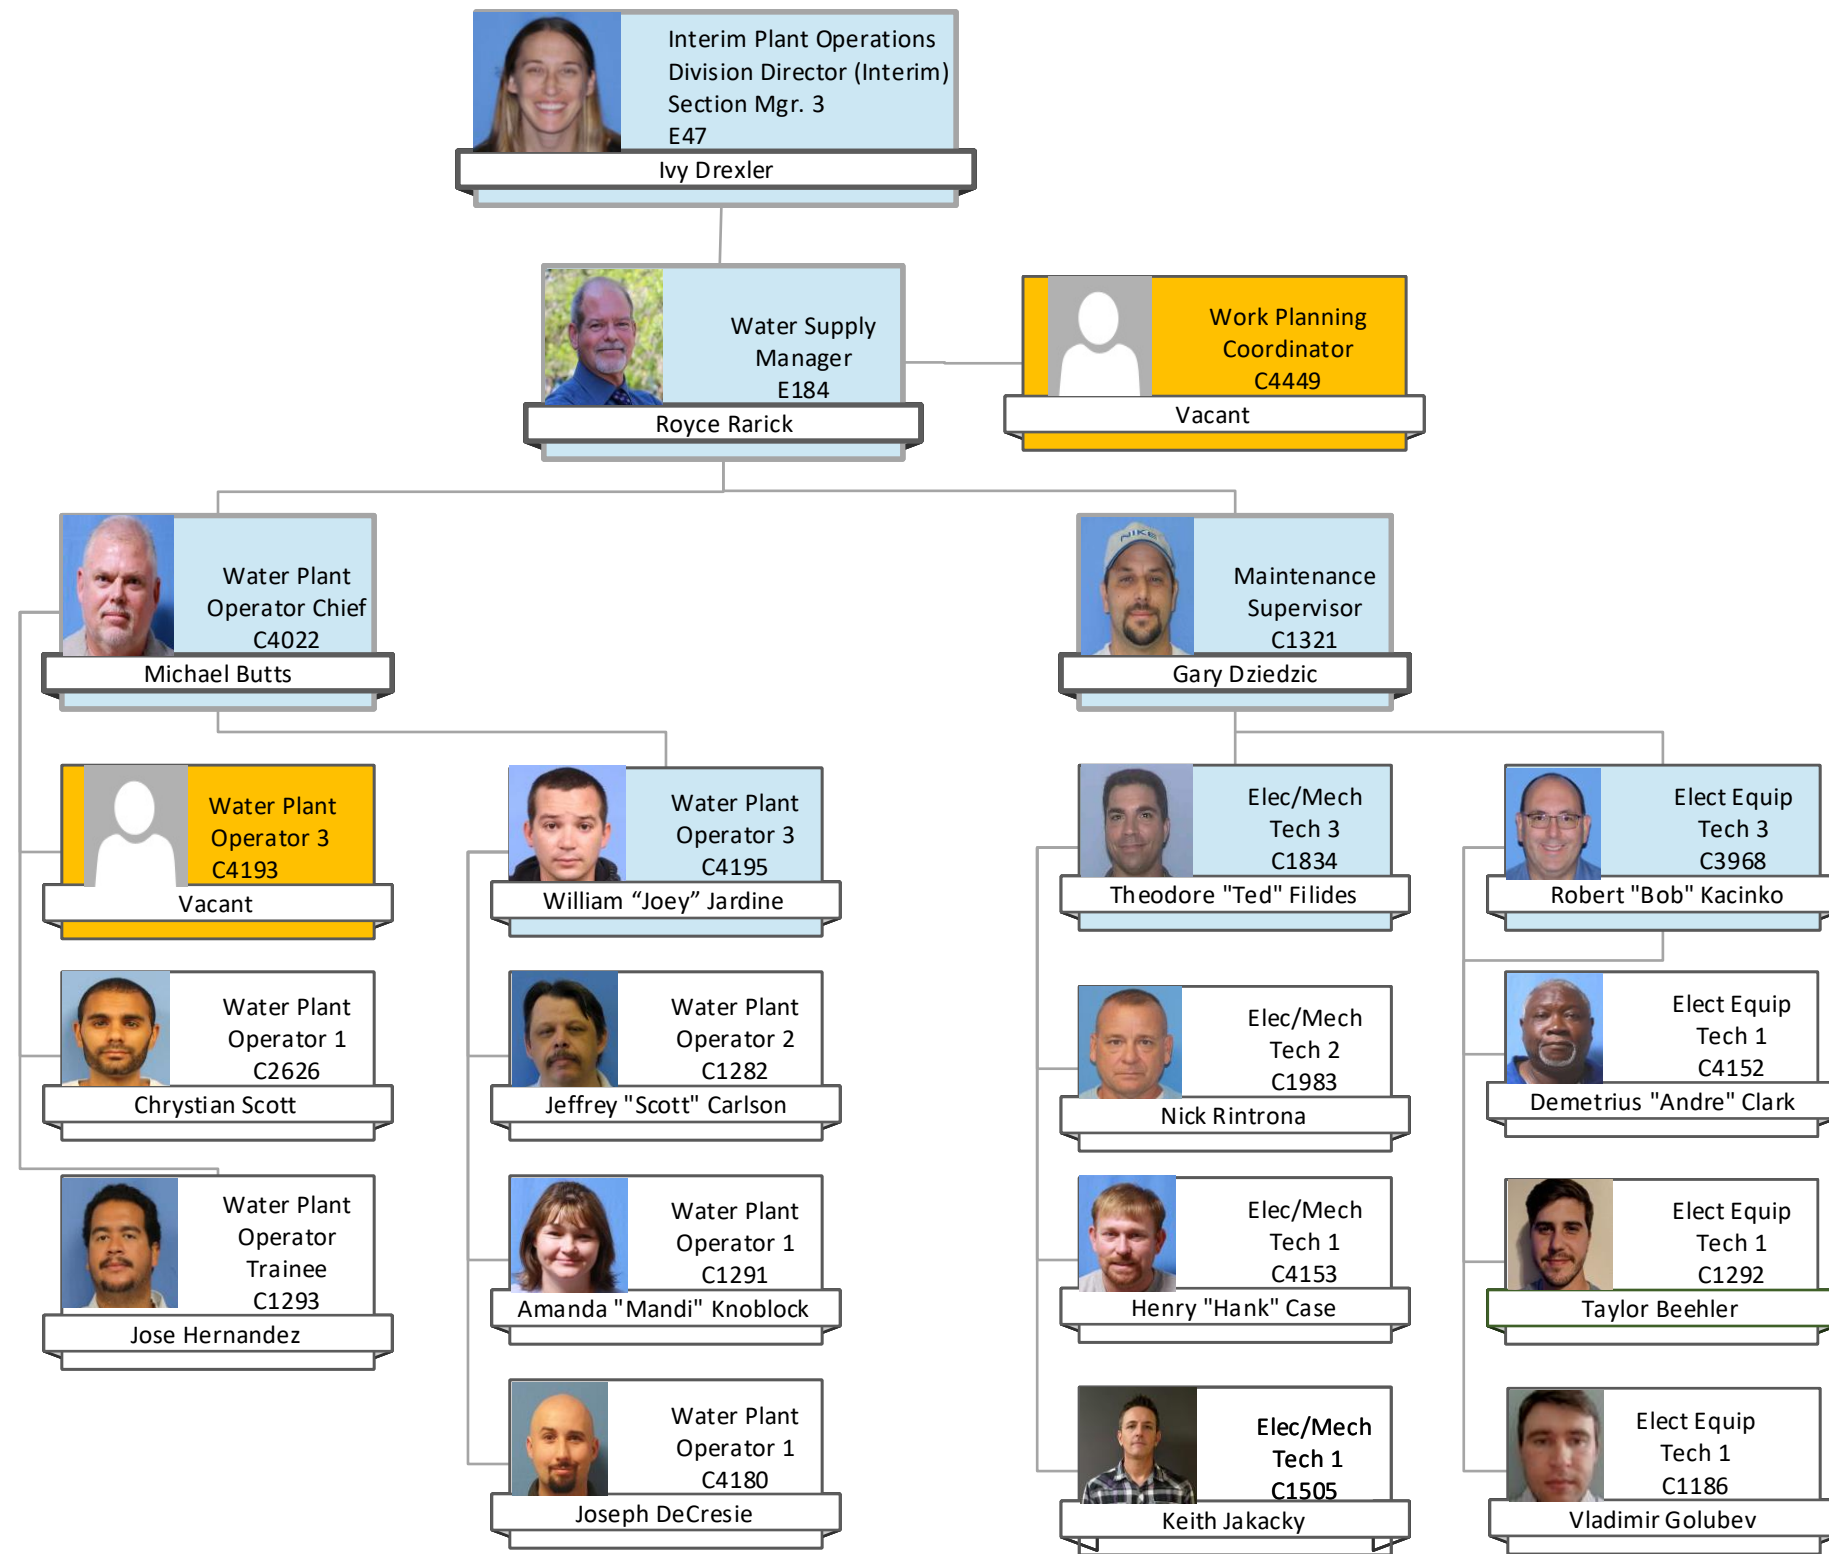 Interim Plant Operations
Division Director (Interim)
Section Mgr. 3
E47
Ivy Drexler
Water Supply
Manager
E184
Royce Rarick
Work Planning
Coordinator
C4449
Vacant
Water Plant
Operator Chief
C4022
Michael Butts
NIKE
Maintenance
Supervisor
C1321
Gary Dziedzic
Water Plant
Operator 3
C4193
Vacant
Water Plant
Operator 3
C4195
William “Joey” Jardine
Elec/Mech
Tech 3
C1834
Theodore "Ted" Filides
Elect Equip
Tech 3
C3968
Robert "Bob" Kacinko
Water Plant
Operator 1
C2626
Chrystian Scott
Water Plant
Operator 2
C1282
Jeffrey "Scott" Carlson
Elec/Mech
Tech 2
C1983
Nick Rintrona
Elect Equip
Tech 1
C4152
Demetrius "Andre" Clark
Water Plant
Operator
Trainee
C1293
Jose Hernandez
Water Plant
Operator 1
C1291
Amanda "Mandi" Knoblock
Elec/Mech
Tech 1
C4153
Henry "Hank" Case
Elect Equip
Tech 1
C1292
Taylor Beehler
Water Plant
Operator 1
C4180
Joseph DeCresie
Elec/Mech
Tech 1
C1505
Keith Jakacky
Elect Equip
Tech 1
C1186
Vladimir Golubev